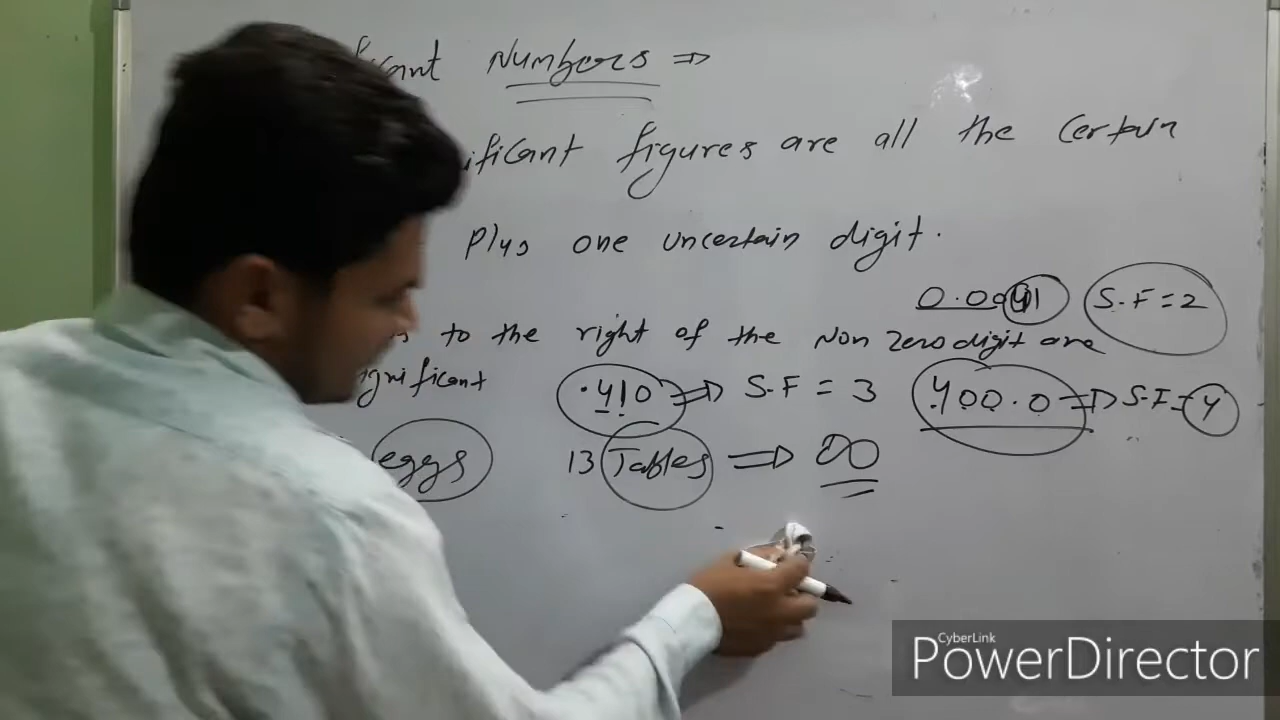 Numbers ⇒
ificant figures are all the certain
Plus one uncertain digit.
0.0041 S.F = 2
to the right of the Non Zero digit are
gnificant .410 ⇒ S.F = 3 400.0 ⇒ S.F = 4
eggs 13 Tables ⇒ ∞
CyberLink
PowerDirector